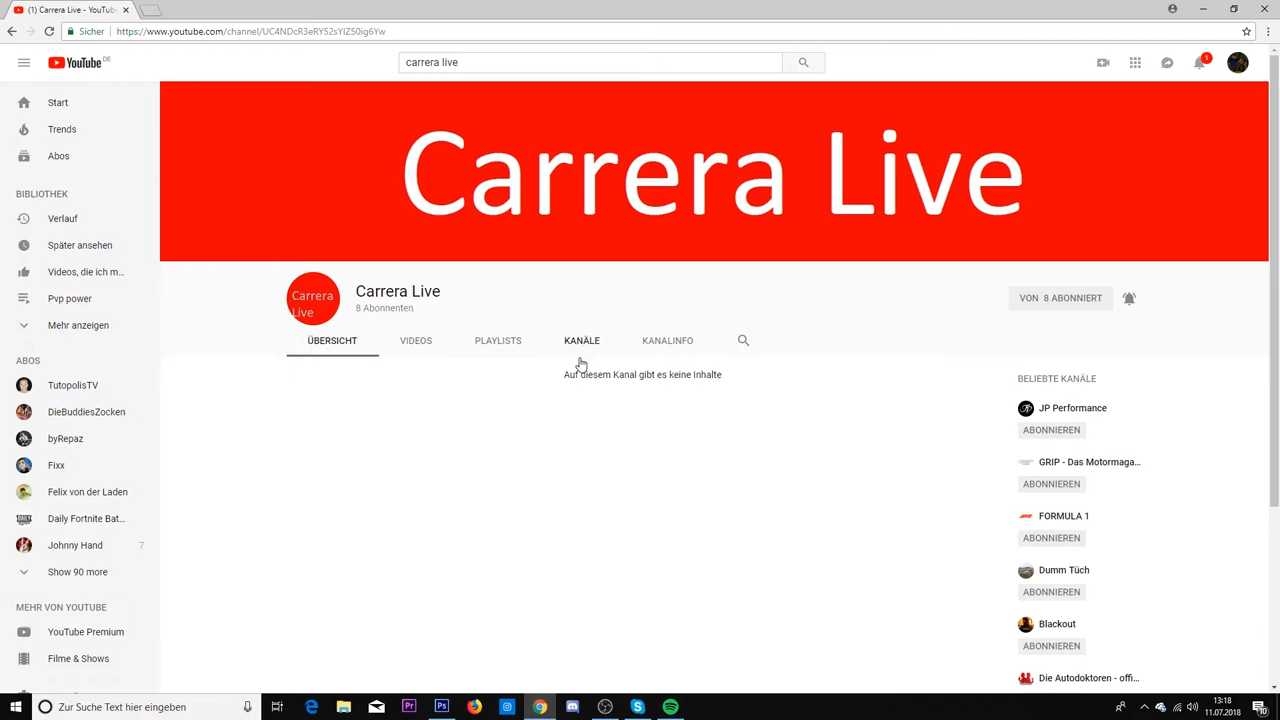 (1) Carrera Live - YouTube
Sicher
https://www.youtube.com/channel/UC4NDcR3eRY52sYIZ50ig6Yw
YouTube DE
carrera live
1
Start
Trends
Abos
BIBLIOTHEK
Verlauf
Später ansehen
Videos, die ich m...
Pvp power
Mehr anzeigen
ABOS
TutopolisTV
DieBuddiesZocken
byRepaz
Fixx
Felix von der Laden
Daily Fortnite Bat...
Johnny Hand 7
Show 90 more
MEHR VON YOUTUBE
YouTube Premium
Filme & Shows
Carrera Live
Carrera
Live
Carrera Live
8 Abonnenten
VON 8 ABONNIERT
ÜBERSICHT VIDEOS PLAYLISTS KANÄLE KANALINFO
Auf diesem Kanal gibt es keine Inhalte
BELIEBTE KANÄLE
JP Performance
ABONNIEREN
GRIP - Das Motormaga...
ABONNIEREN
FORMULA 1
ABONNIEREN
Dumm Tüch
ABONNIEREN
Blackout
ABONNIEREN
Die Autodoktoren - offi...
Zur Suche Text hier eingeben
Pr
Ps
13:18
11.07.2018
10